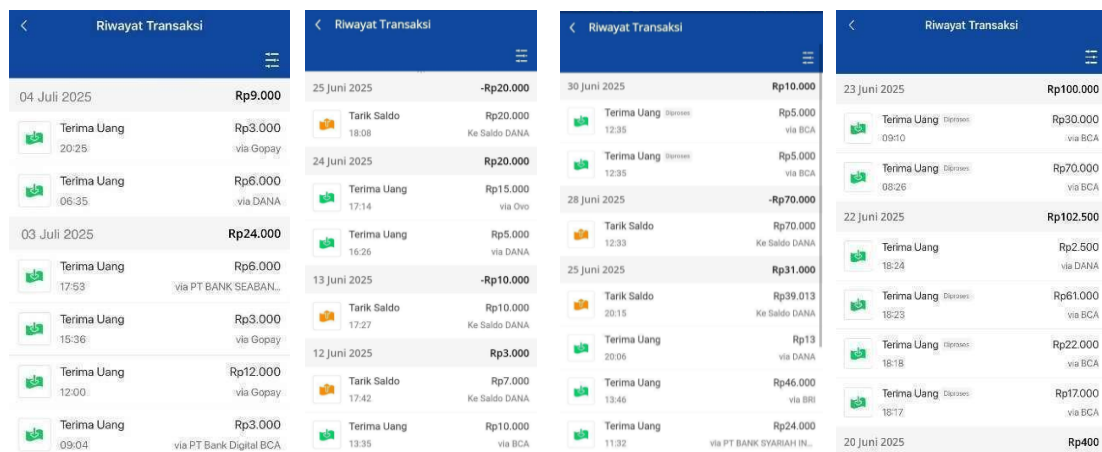 Riwayat Transaksi
04 Juli 2025 Rp9.000
Terima Uang Rp3.000
20:25 via Gopay
Terima Uang Rp6.000
06:35 via DANA
03 Juli 2025 Rp24.000
Terima Uang Rp6.000
17:53 via PT BANK SEABAN...
Terima Uang Rp3.000
15:36 via Gopay
Terima Uang Rp12.000
12:00 via Gopay
Terima Uang Rp3.000
09:04 via PT Bank Digital BCA
Riwayat Transaksi
25 Juni 2025 -Rp20.000
Tarik Saldo Rp20.000
18:08 Ke Saldo DANA
24 Juni 2025 Rp20.000
Terima Uang Rp15.000
17:14 via Ovo
Terima Uang Rp5.000
16:26 via DANA
13 Juni 2025 -Rp10.000
Tarik Saldo Rp10.000
17:27 Ke Saldo DANA
12 Juni 2025 Rp3.000
Tarik Saldo Rp7.000
17:42 Ke Saldo DANA
Terima Uang Rp10.000
13:35 via BCA
Riwayat Transaksi
30 Juni 2025 Rp10.000
Terima Uang Diproses Rp5.000
12:35 via BCA
Terima Uang Diproses Rp5.000
12:35 via BCA
28 Juni 2025 -Rp70.000
Tarik Saldo Rp70.000
12:33 Ke Saldo DANA
25 Juni 2025 Rp31.000
Tarik Saldo Rp39.013
20:15 Ke Saldo DANA
Terima Uang Rp13
20:06 via DANA
Terima Uang Rp46.000
13:46 via BRI
Terima Uang Rp24.000
11:32 via PT BANK SYARIAH IN...
Riwayat Transaksi
23 Juni 2025 Rp100.000
Terima Uang Diproses Rp30.000
09:10 via BCA
Terima Uang Diproses Rp70.000
08:26 via BCA
22 Juni 2025 Rp102.500
Terima Uang Rp2.500
18:24 via DANA
Terima Uang Diproses Rp61.000
18:23 via BCA
Terima Uang Diproses Rp22.000
18:18 via BCA
Terima Uang Diproses Rp17.000
18:17 via BCA
20 Juni 2025 Rp400